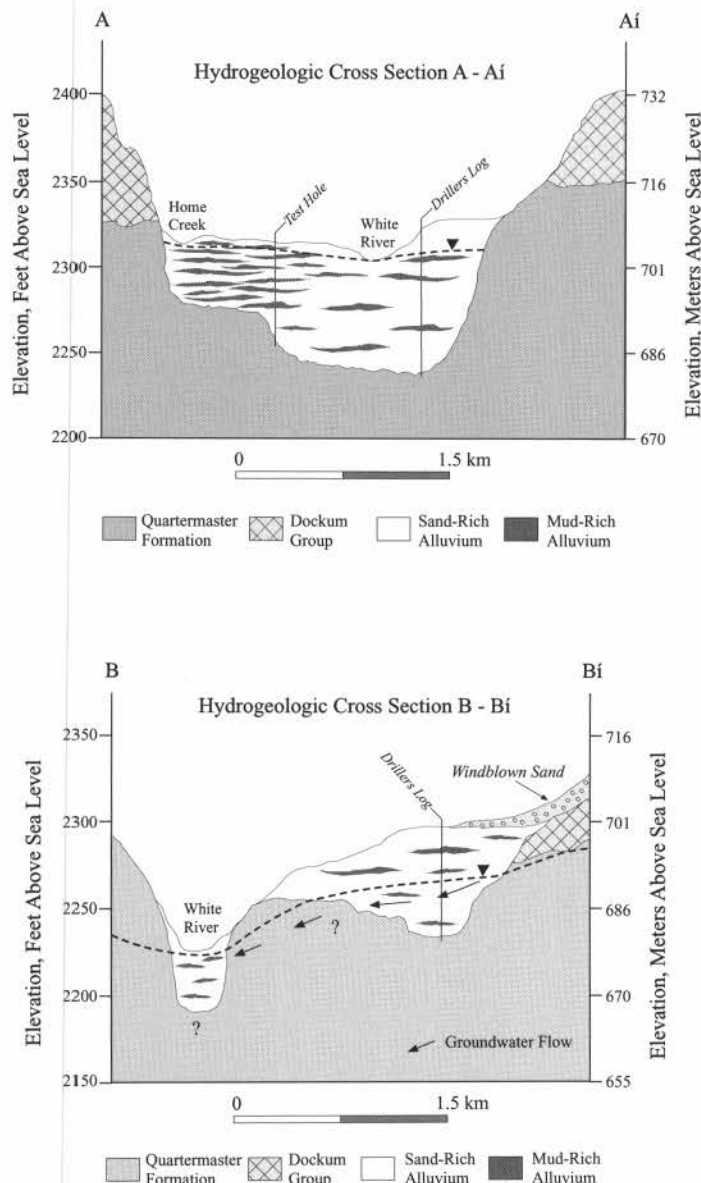 A
Aí
Hydrogeologic Cross Section A - Aí
Elevation, Feet Above Sea Level
2400
2350
2300
2250
2200
Home
Creek
Test Hole
White
River
Drillers Log
732
716
701
686
670
Elevation, Meters Above Sea Level
0
1.5 km
Quartermaster
Formation
Dockum
Group
Sand-Rich
Alluvium
Mud-Rich
Alluvium
B
Bí
Hydrogeologic Cross Section B - Bí
Elevation, Feet Above Sea Level
2350
2300
2250
2200
2150
White
River
?
?
Drillers Log
Windblown Sand
Groundwater Flow
716
701
686
670
655
Elevation, Meters Above Sea Level
0
1.5 km
Quartermaster
Formation
Dockum
Group
Sand-Rich
Alluvium
Mud-Rich
Alluvium